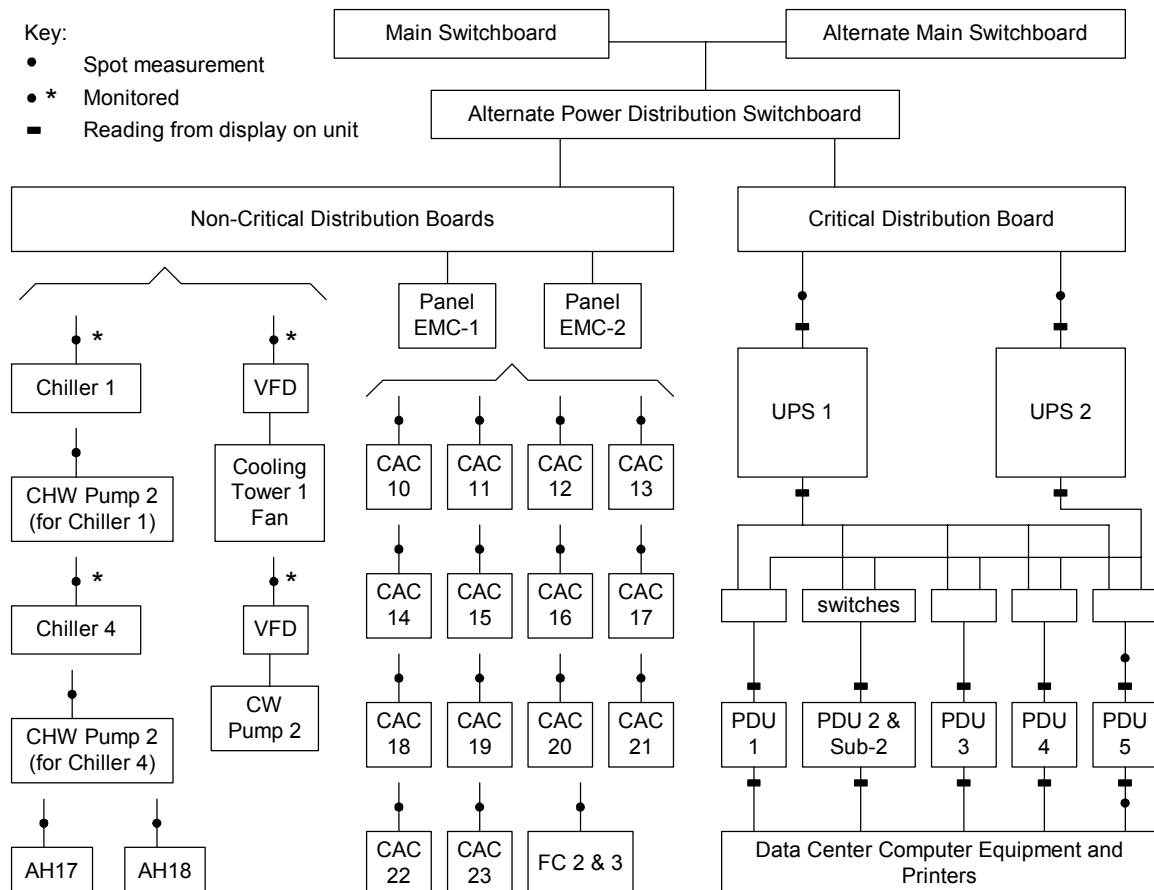 Key:
Spot measurement
* Monitored
Reading from display on unit
Main Switchboard
Alternate Main Switchboard
Alternate Power Distribution Switchboard
Non-Critical Distribution Boards
Critical Distribution Board
Panel
EMC-1
Panel
EMC-2
*
Chiller 1
*
VFD
CHW Pump 2
(for Chiller 1)
Cooling
Tower 1
Fan
*
Chiller 4
*
VFD
CHW Pump 2
(for Chiller 4)
CW
Pump 2
AH17
AH18
CAC
10
CAC
11
CAC
12
CAC
13
CAC
14
CAC
15
CAC
16
CAC
17
CAC
18
CAC
19
CAC
20
CAC
21
CAC
22
CAC
23
FC 2 & 3
UPS 1
UPS 2
switches
PDU
1
PDU 2 &
Sub-2
PDU
3
PDU
4
PDU
5
Data Center Computer Equipment and
Printers